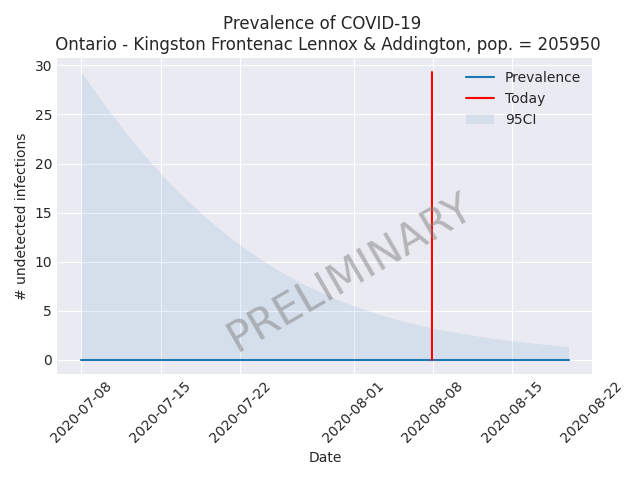 Prevalence of COVID-19
Ontario - Kingston Frontenac Lennox & Addington, pop. = 205950
30
25
20
15
10
5
0
# undetected infections
Prevalence
Today
95CI
PRELIMINARY
2020-07-08
2020-07-15
2020-07-22
2020-08-01
2020-08-08
2020-08-15
2020-08-22
Date